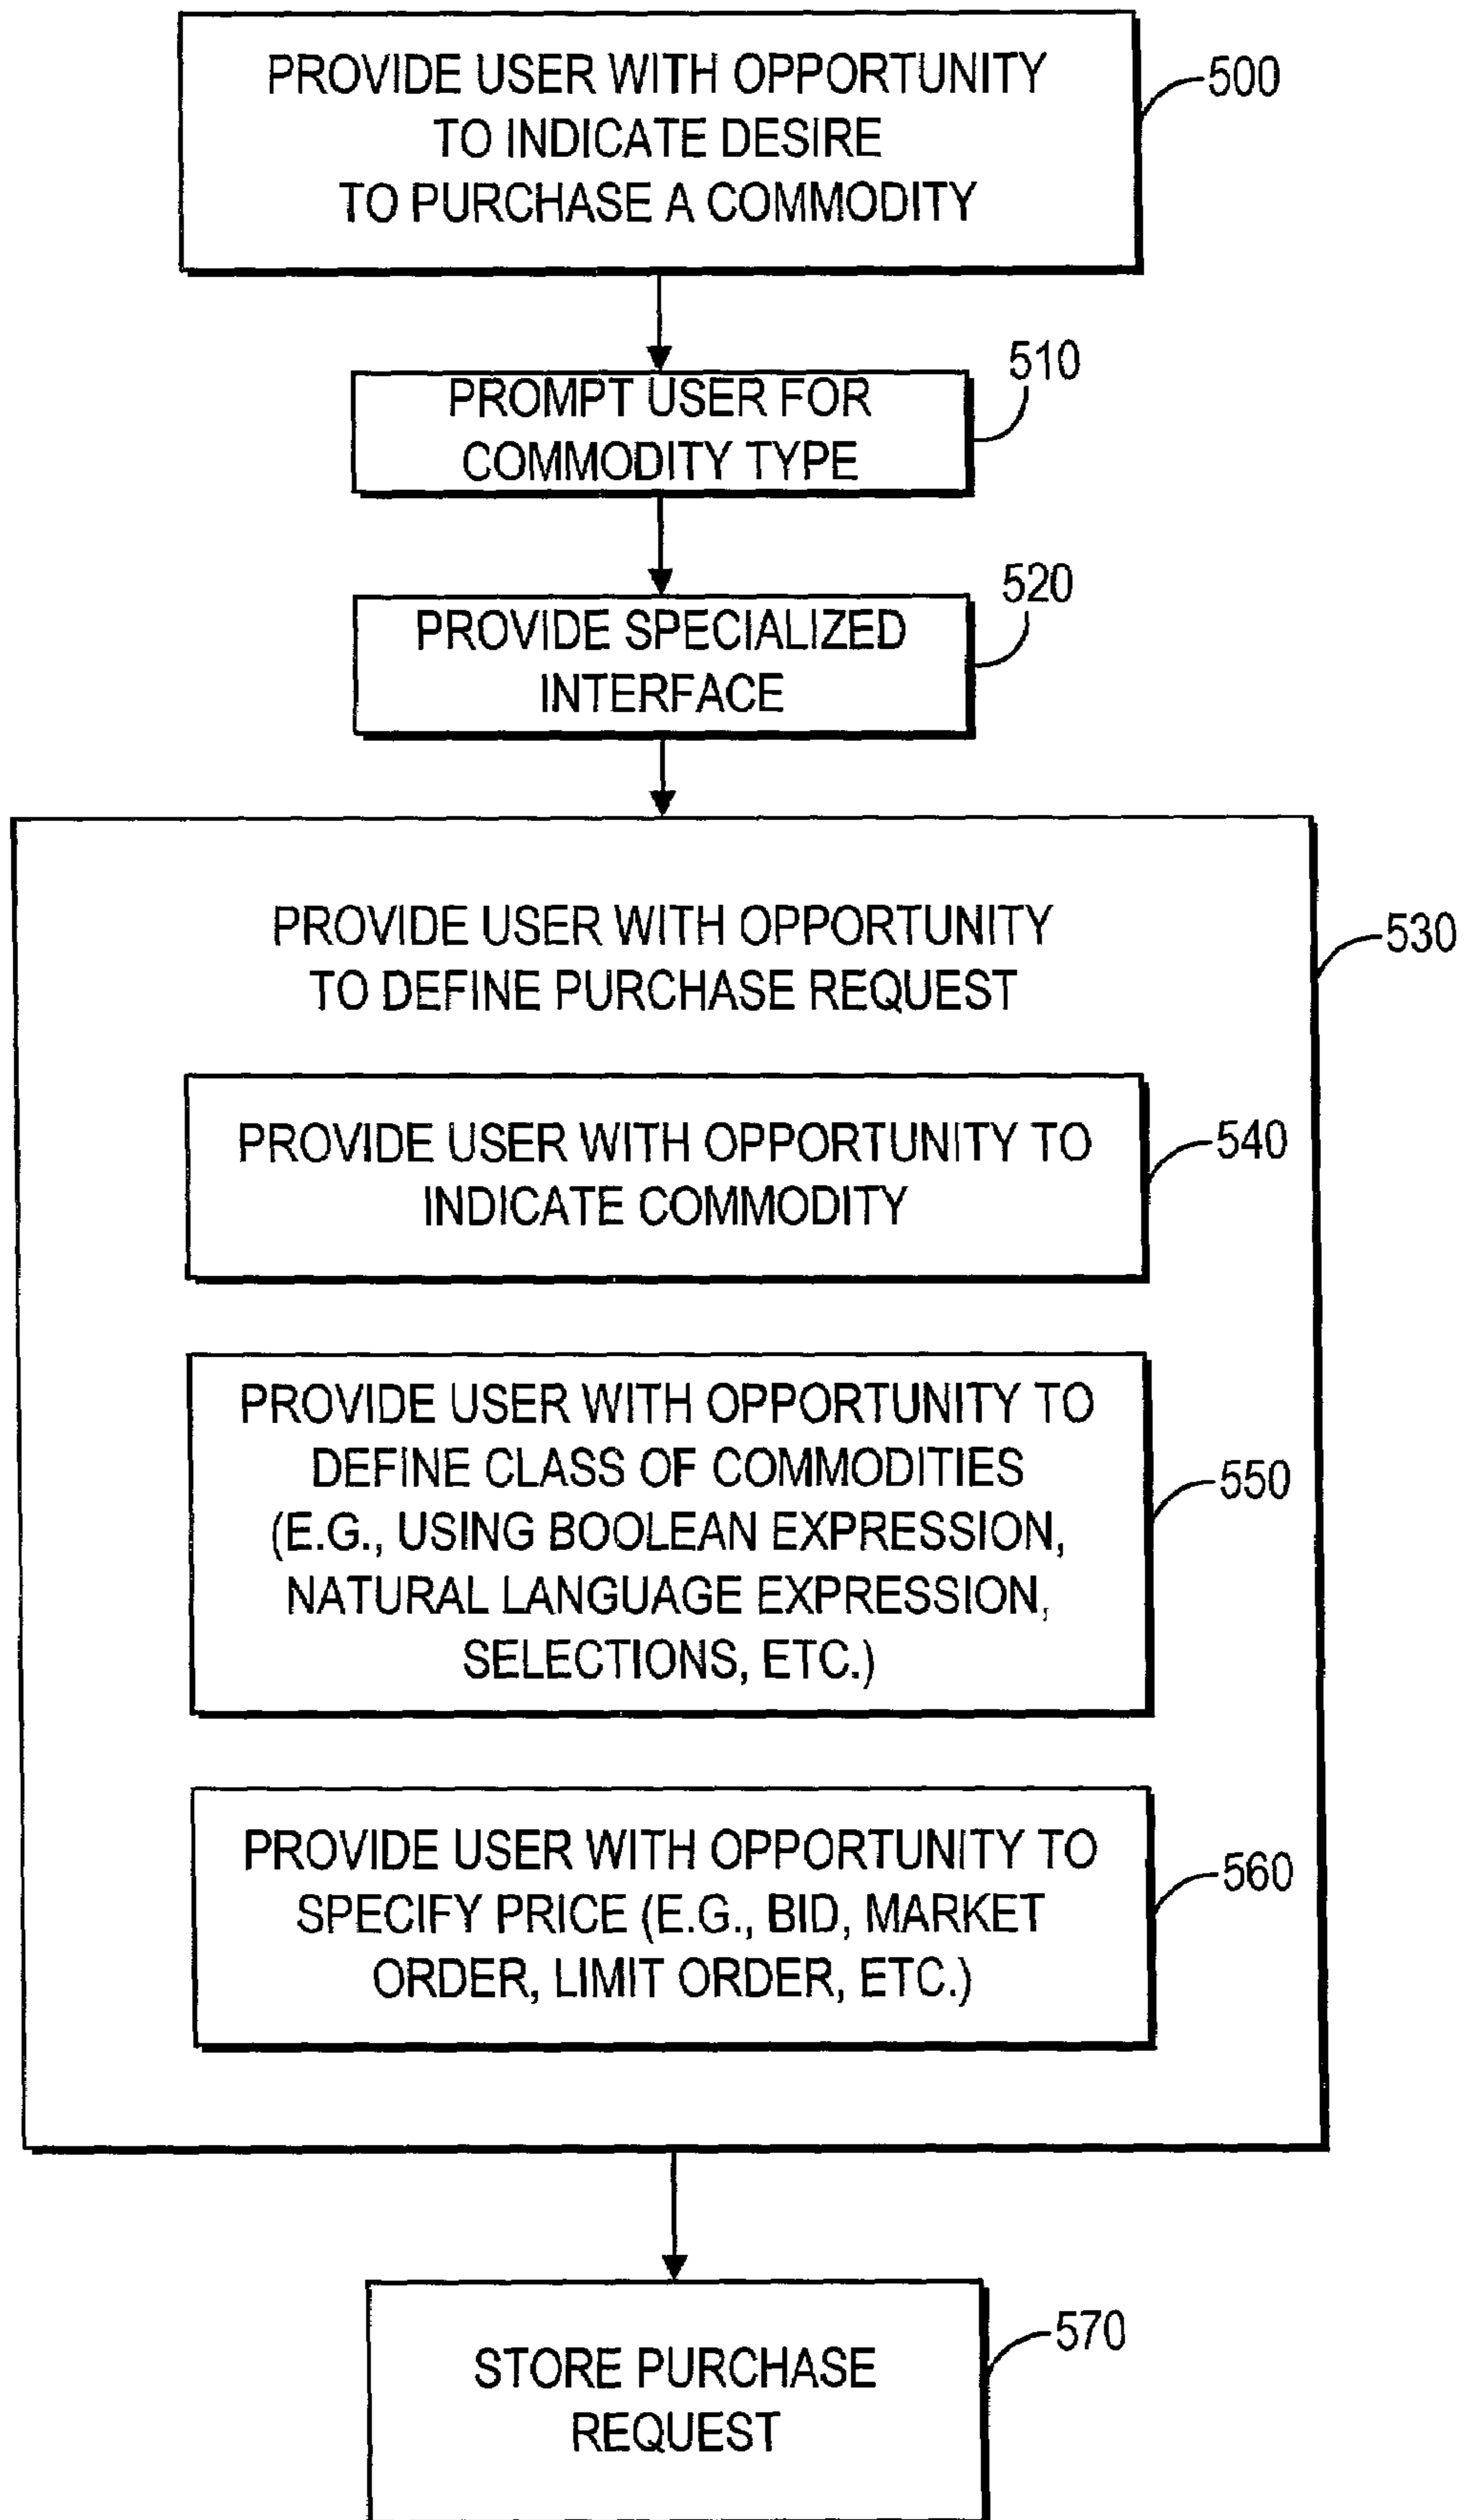 PROVIDE USER WITH OPPORTUNITY
TO INDICATE DESIRE
TO PURCHASE A COMMODITY
500
PROMPT USER FOR
COMMODITY TYPE
510
PROVIDE SPECIALIZED
INTERFACE
520
PROVIDE USER WITH OPPORTUNITY
TO DEFINE PURCHASE REQUEST
530
PROVIDE USER WITH OPPORTUNITY TO
INDICATE COMMODITY
540
PROVIDE USER WITH OPPORTUNITY TO
DEFINE CLASS OF COMMODITIES
(E.G., USING BOOLEAN EXPRESSION,
NATURAL LANGUAGE EXPRESSION,
SELECTIONS, ETC.)
550
PROVIDE USER WITH OPPORTUNITY TO
SPECIFY PRICE (E.G., BID, MARKET
ORDER, LIMIT ORDER, ETC.)
560
STORE PURCHASE
REQUEST
570